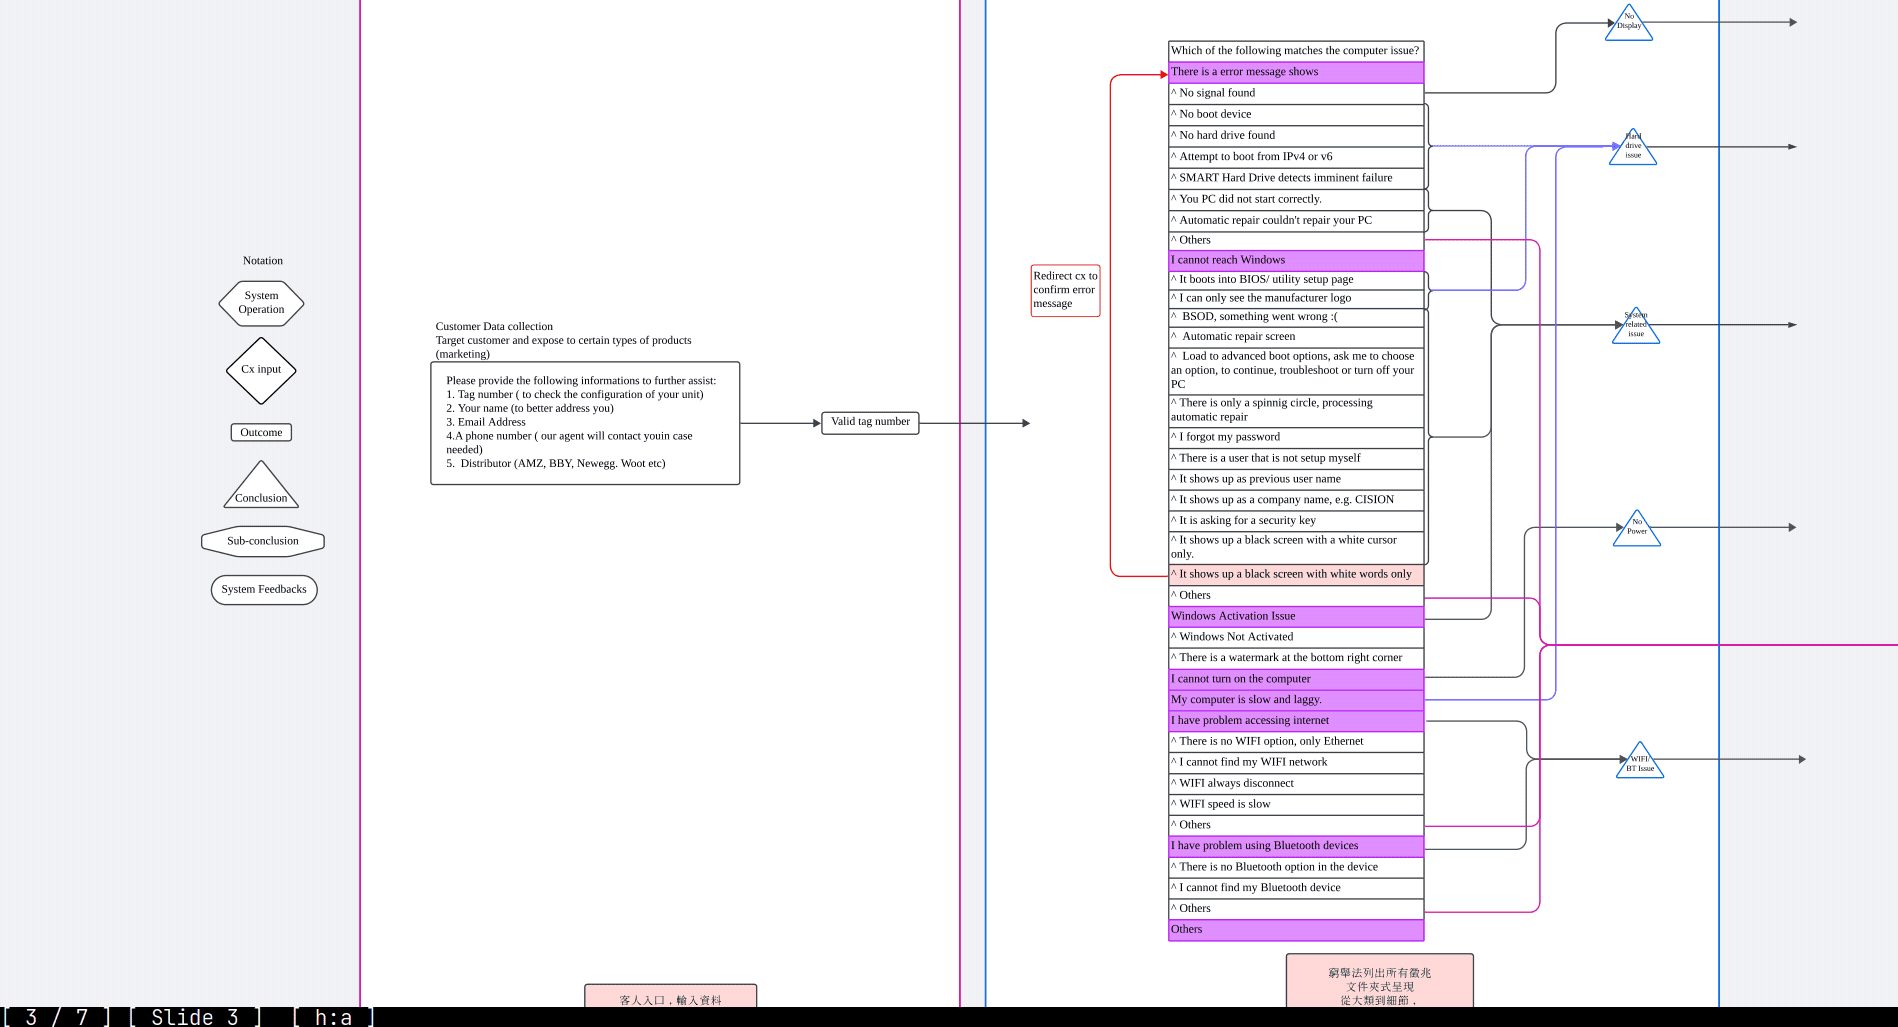 Notation
System
Operation
Cx input
Outcome
Conclusion
Sub-conclusion
System Feedbacks
Customer Data collection
Target customer and expose to certain types of products
(marketing)
Please provide the following informations to further assist:
1. Tag number ( to check the configuration of your unit)
2. Your name (to better address you)
3. Email Address
4.A phone number ( our agent will contact youin case
needed)
5.  Distributor (AMZ, BBY, Newegg. Woot etc)
Valid tag number
客人入口，輸入資料
Redirect cx to
confirm error
message
Which of the following matches the computer issue?
There is a error message shows
^ No signal found
^ No boot device
^ No hard drive found
^ Attempt to boot from IPv4 or v6
^ SMART Hard Drive detects imminent failure
^ You PC did not start correctly.
^ Automatic repair couldn't repair your PC
^ Others
I cannot reach Windows
^ It boots into BIOS/ utility setup page
^ I can only see the manufacturer logo
^  BSOD, something went wrong :(
^  Automatic repair screen
^  Load to advanced boot options, ask me to choose
an option, to continue, troubleshoot or turn off your
PC
^ There is only a spinnig circle, processing
automatic repair
^ I forgot my password
^ There is a user that is not setup myself
^ It shows up as previous user name
^ It shows up as a company name, e.g. CISION
^ It is asking for a security key
^ It shows up a black screen with a white cursor
only.
^ It shows up a black screen with white words only
^ Others
Windows Activation Issue
^ Windows Not Activated
^ There is a watermark at the bottom right corner
I cannot turn on the computer
My computer is slow and laggy.
I have problem accessing internet
^ There is no WIFI option, only Ethernet
^ I cannot find my WIFI network
^ WIFI always disconnect
^ WIFI speed is slow
^ Others
I have problem using Bluetooth devices
^ There is no Bluetooth option in the device
^ I cannot find my Bluetooth device
^ Others
Others
窮舉法列出所有徵兆
文件夾式呈現
從大類到細節，
No
Display
Hard
drive
issue
System
related
issue
No
Power
WIFI/
BT Issue
[ 3 / 7 ] [ Slide 3 ]  [ h:a ]